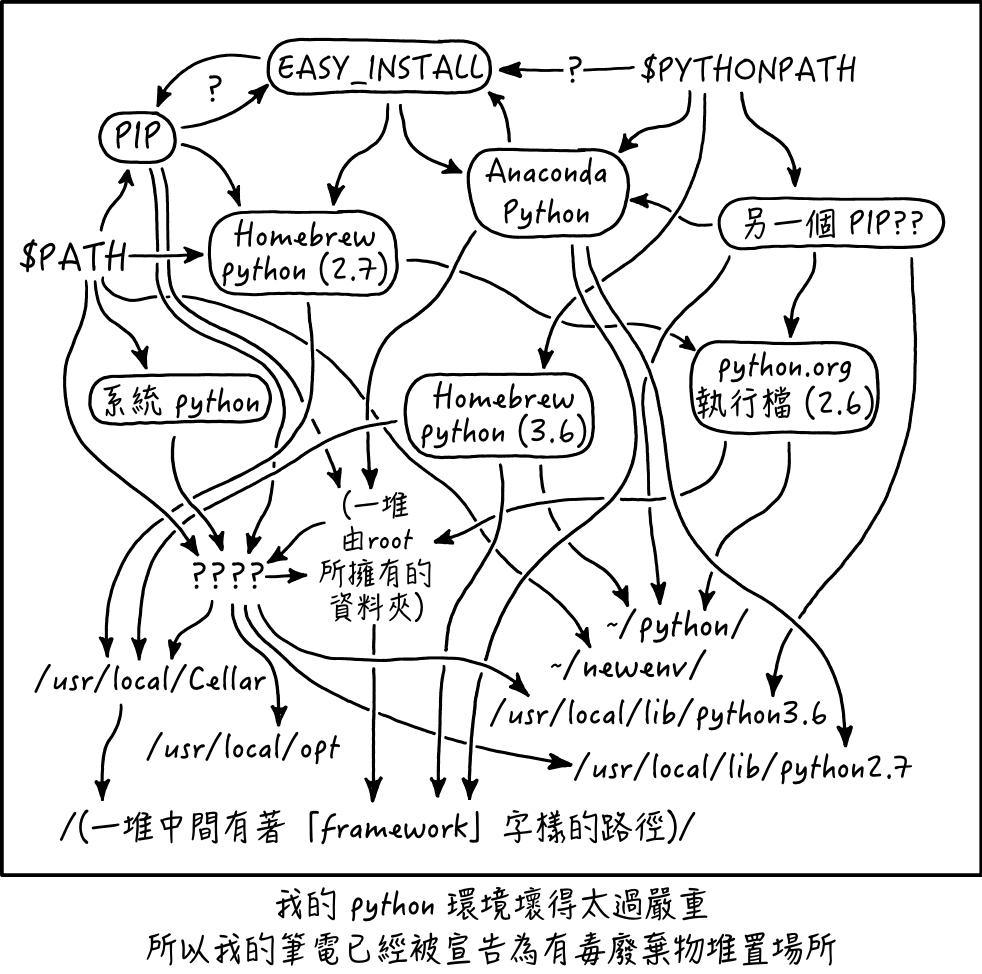 EASY_INSTALL
?
$PYTHONPATH
?
PIP
Anaconda
Python
另一個 PIP??
Homebrew
python (2.7)
$PATH
python.org
執行檔 (2.6)
系統 python
Homebrew
python (3.6)
(一堆
由root
所擁有的
資料夾)
????
~/python/
~/newenv/
/usr/local/Cellar
/usr/local/lib/python3.6
/usr/local/opt
/usr/local/lib/python2.7
/(一堆中間有著「framework」字樣的路徑)/
我的 python 環境壞得太過嚴重
所以我的筆電已經被宣告為有毒廢棄物堆置場所